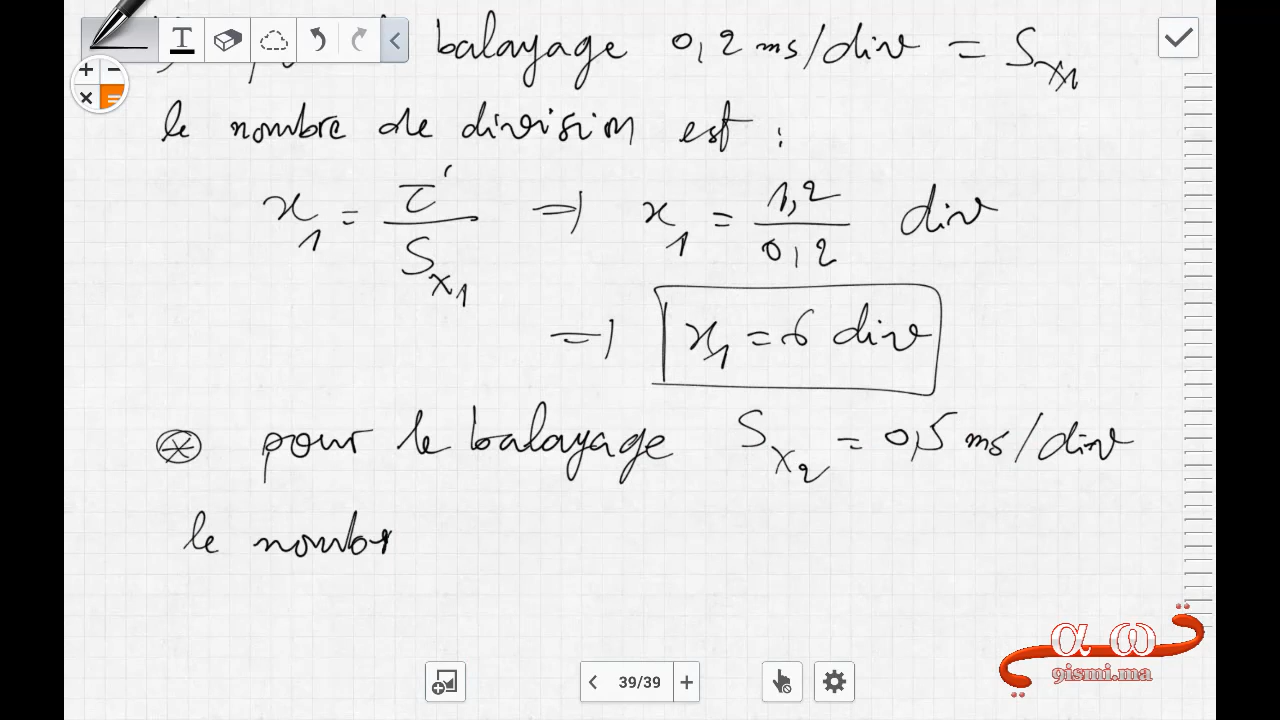 balayage 0,2 ms/div = Sx1
le nombre de division est :
x1 = τ' / Sx1 => x1 = 1,2 / 0,2 div
=> x1 = 6 div
⊛ pour le balayage Sx2 = 0,5 ms/div
le nombr
39/39
α ω
9ismi.ma